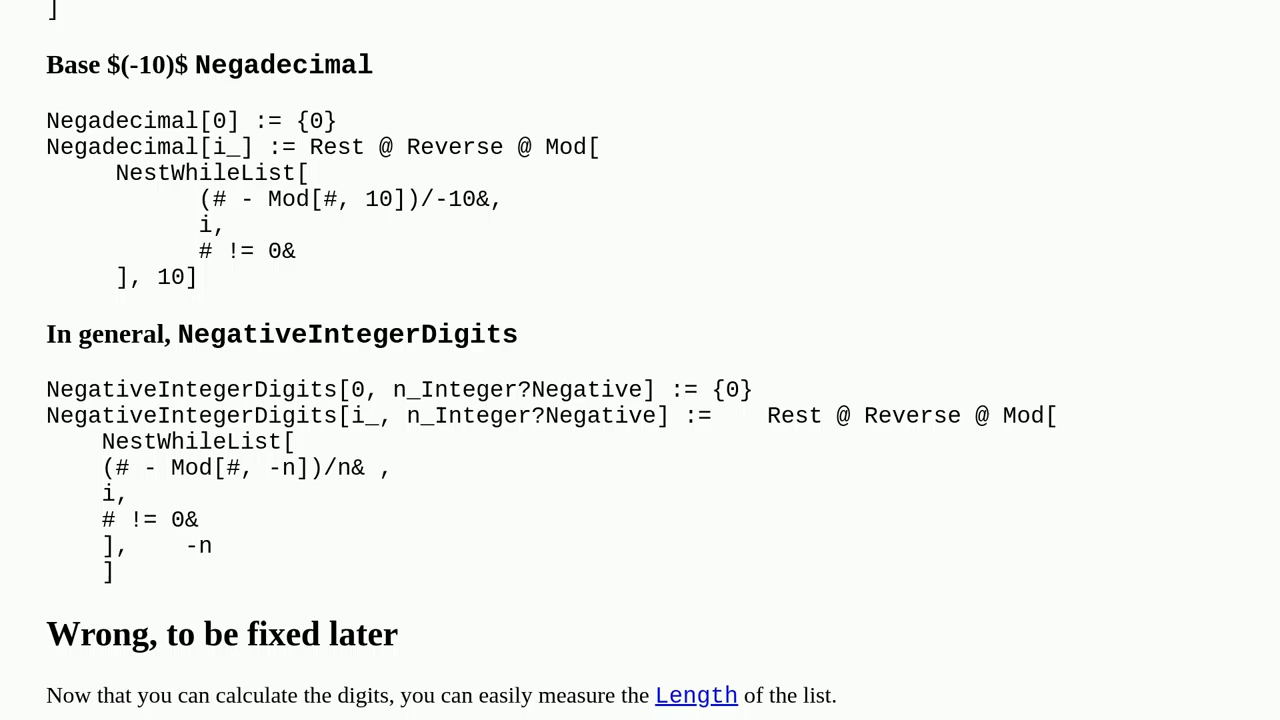 ]
Base $(-10)$ Negadecimal
Negadecimal[0] := {0}
Negadecimal[i_] := Rest @ Reverse @ Mod[
     NestWhileList[
           (# - Mod[#, 10])/-10&,
           i,
           # != 0&
     ], 10]
In general, NegativeIntegerDigits
NegativeIntegerDigits[0, n_Integer?Negative] := {0}
NegativeIntegerDigits[i_, n_Integer?Negative] :=    Rest @ Reverse @ Mod[
    NestWhileList[
    (# - Mod[#, -n])/n& ,
    i,
    # != 0&
    ],    -n
    ]
Wrong, to be fixed later
Now that you can calculate the digits, you can easily measure the Length of the list.